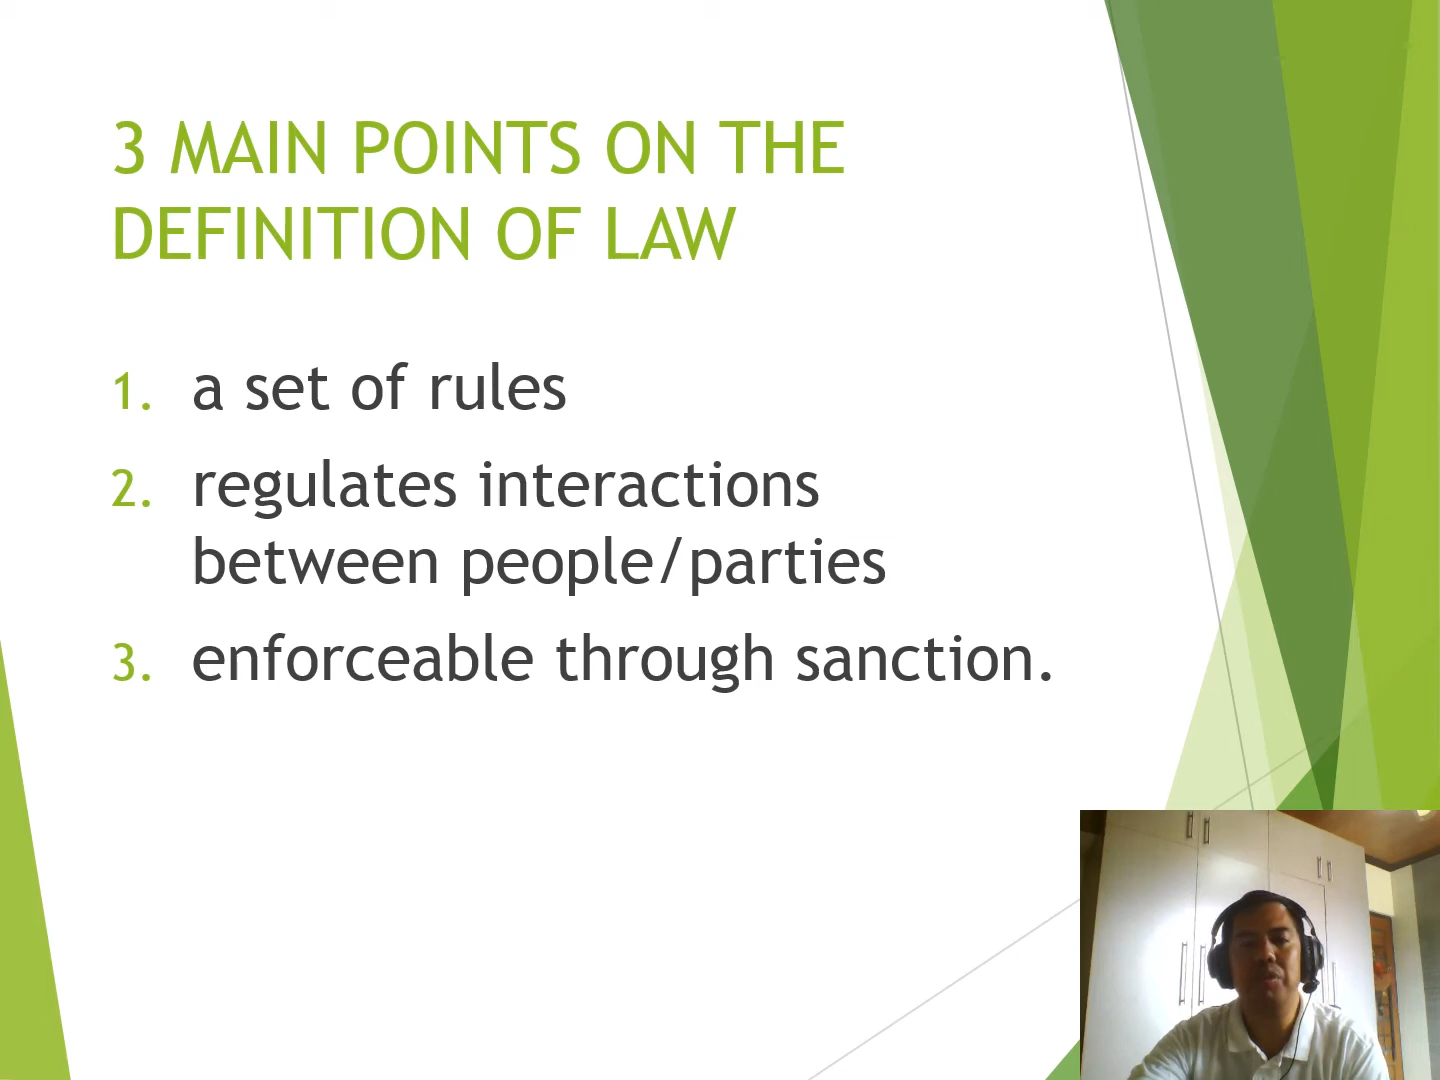 3 MAIN POINTS ON THE
DEFINITION OF LAW
1. a set of rules
2. regulates interactions
between people/parties
3. enforceable through sanction.